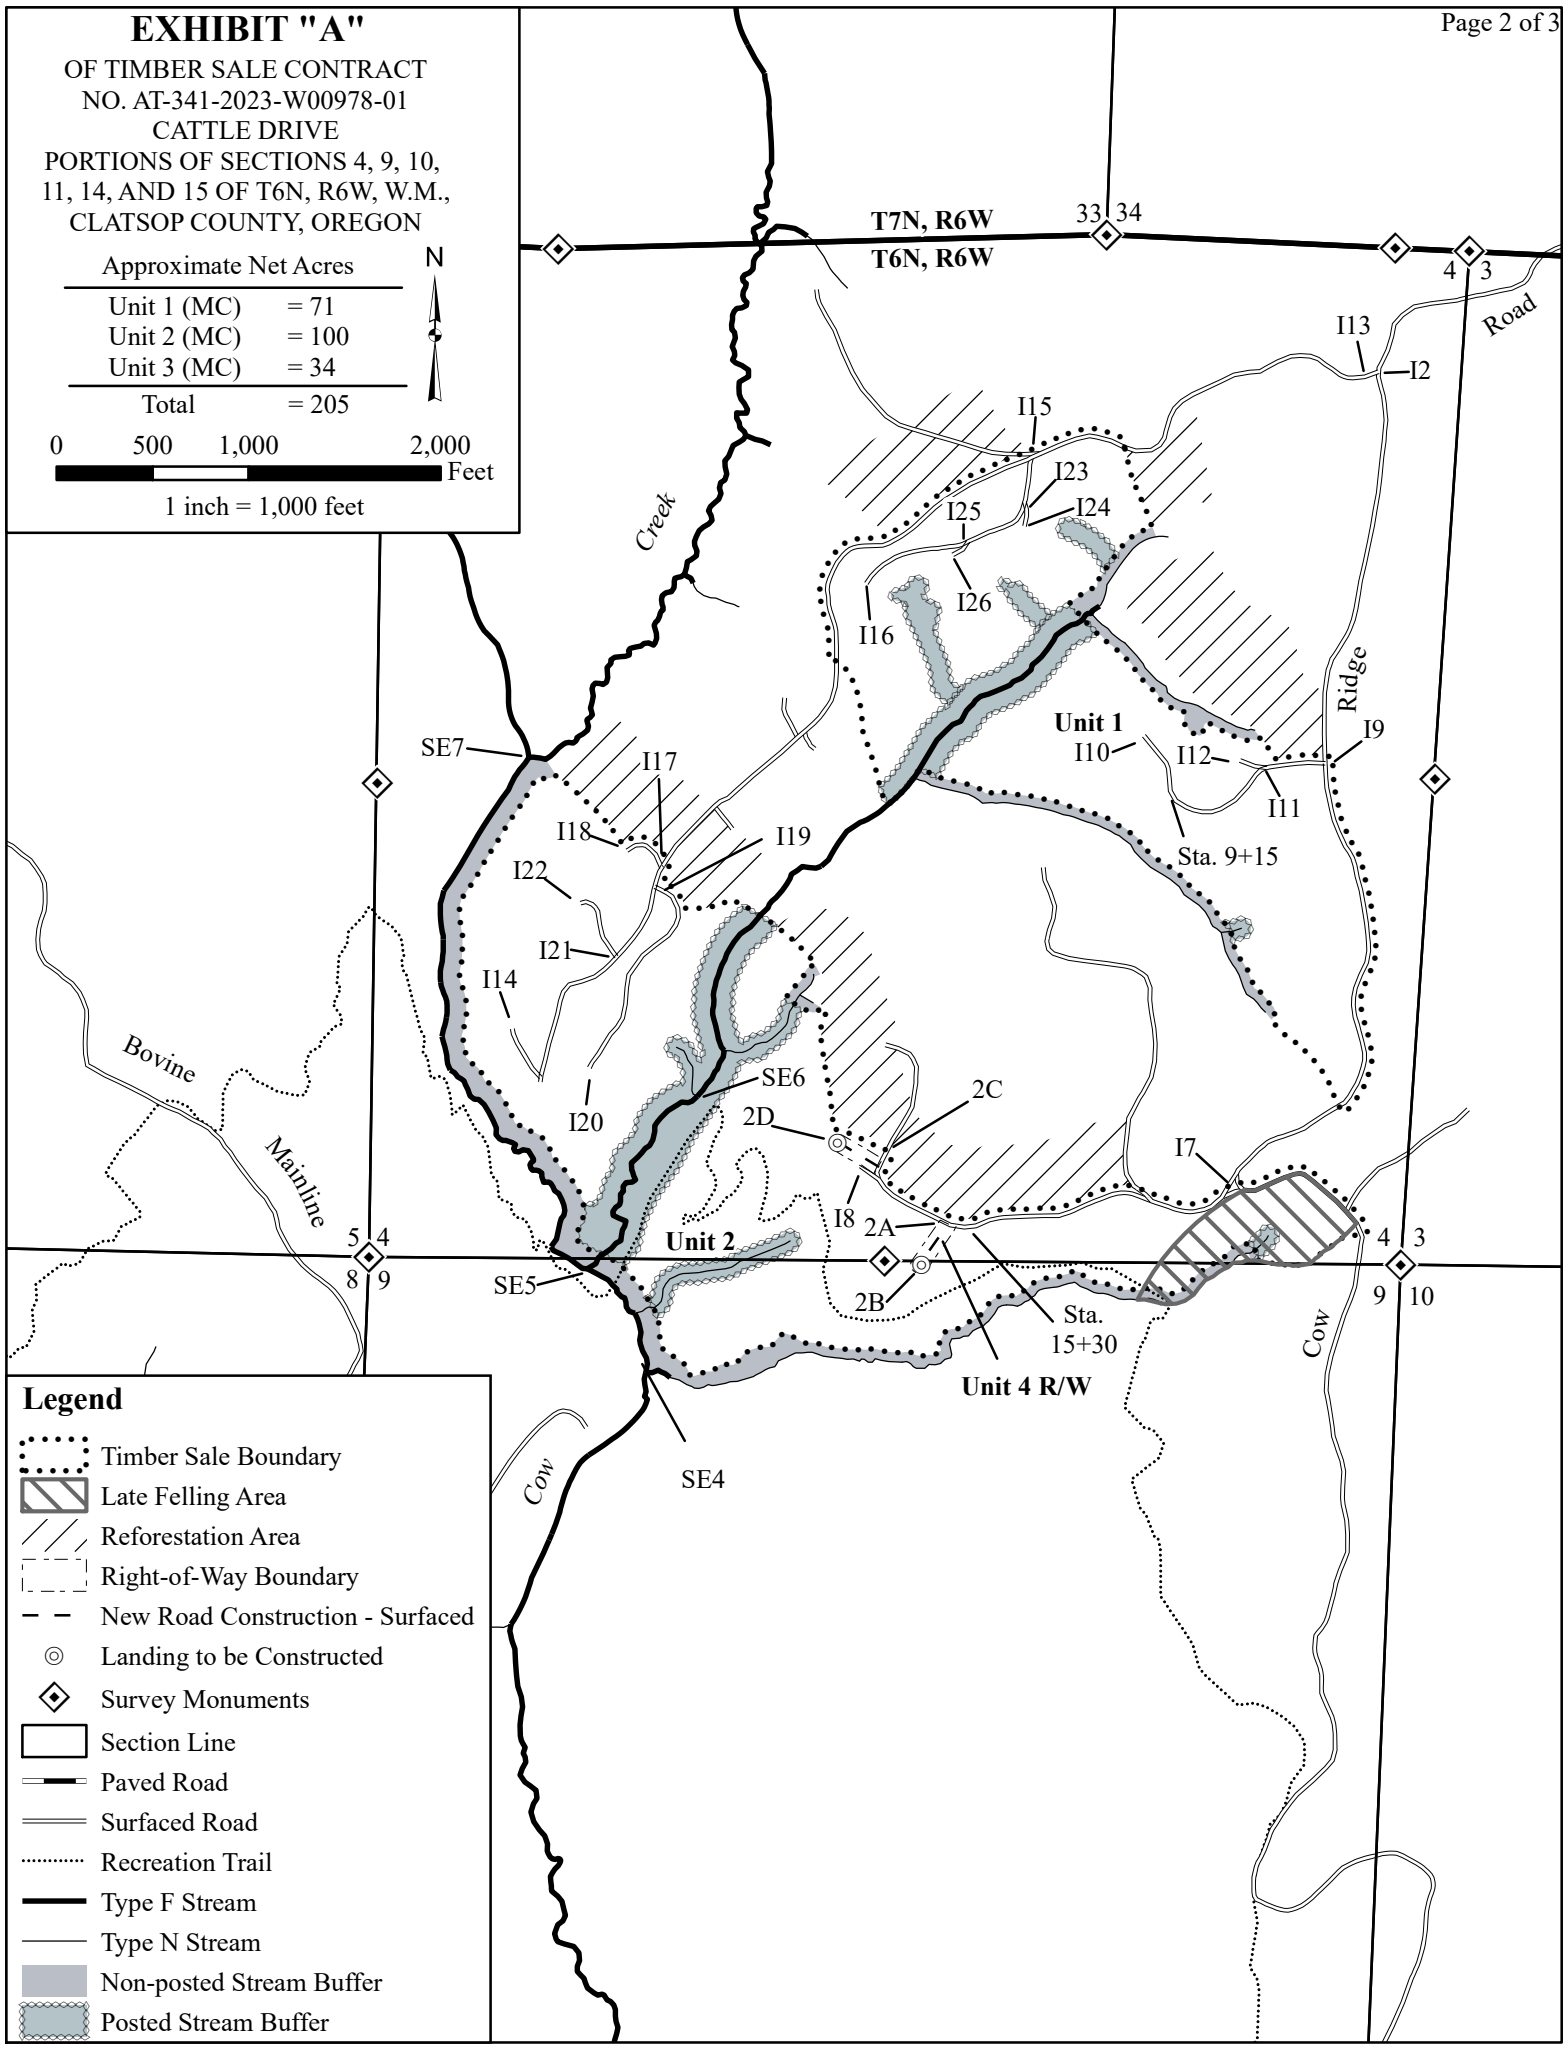 Page 2 of 3
EXHIBIT "A"
OF TIMBER SALE CONTRACT
NO. AT-341-2023-W00978-01
CATTLE DRIVE
PORTIONS OF SECTIONS 4, 9, 10,
11, 14, AND 15 OF T6N, R6W, W.M.,
CLATSOP COUNTY, OREGON
Approximate Net Acres
Unit 1 (MC) = 71
Unit 2 (MC) = 100
Unit 3 (MC) = 34
Total = 205
N
0 500 1,000 2,000
Feet
1 inch = 1,000 feet
T7N, R6W
T6N, R6W
33 34
4 3
Road
I13
I2
I15
I23
I24
I25
I26
I16
Creek
Ridge
Unit 1
I9
I10
I12
I11
Sta. 9+15
SE7
I17
I18
I19
I22
I21
I14
I20
SE6
2D
2C
Bovine
Mainline
I7
I8
2A
Unit 2
5 4
8 9
4 3
9 10
SE5
2B
Sta.
15+30
Unit 4 R/W
Cow
Cow
SE4
Legend
Timber Sale Boundary
Late Felling Area
Reforestation Area
Right-of-Way Boundary
New Road Construction - Surfaced
Landing to be Constructed
Survey Monuments
Section Line
Paved Road
Surfaced Road
Recreation Trail
Type F Stream
Type N Stream
Non-posted Stream Buffer
Posted Stream Buffer